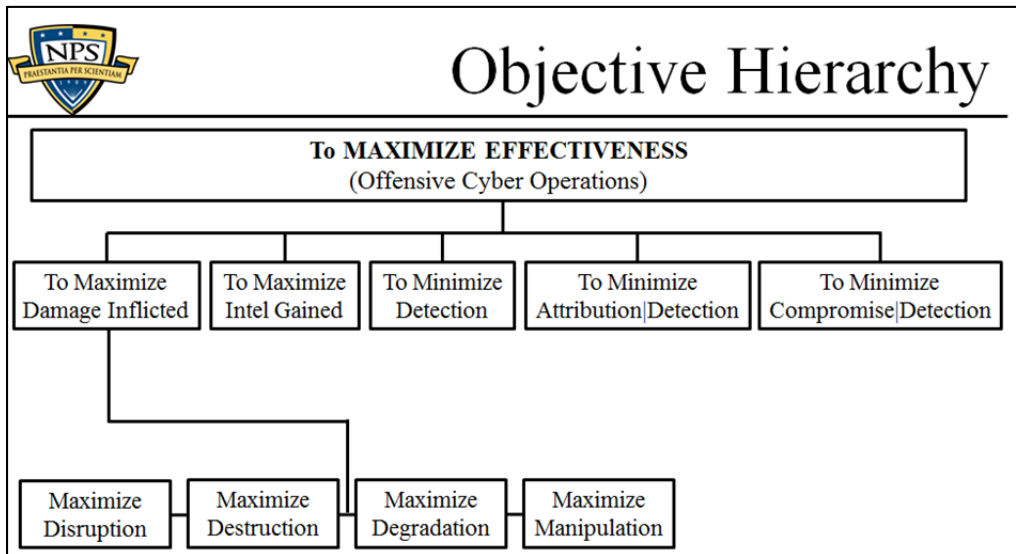 NPS
PRAESTANTIA PER SCIENTIAM
Objective Hierarchy
To MAXIMIZE EFFECTIVENESS
(Offensive Cyber Operations)
To Maximize
Damage Inflicted
To Maximize
Intel Gained
To Minimize
Detection
To Minimize
Attribution|Detection
To Minimize
Compromise|Detection
Maximize
Disruption
Maximize
Destruction
Maximize
Degradation
Maximize
Manipulation